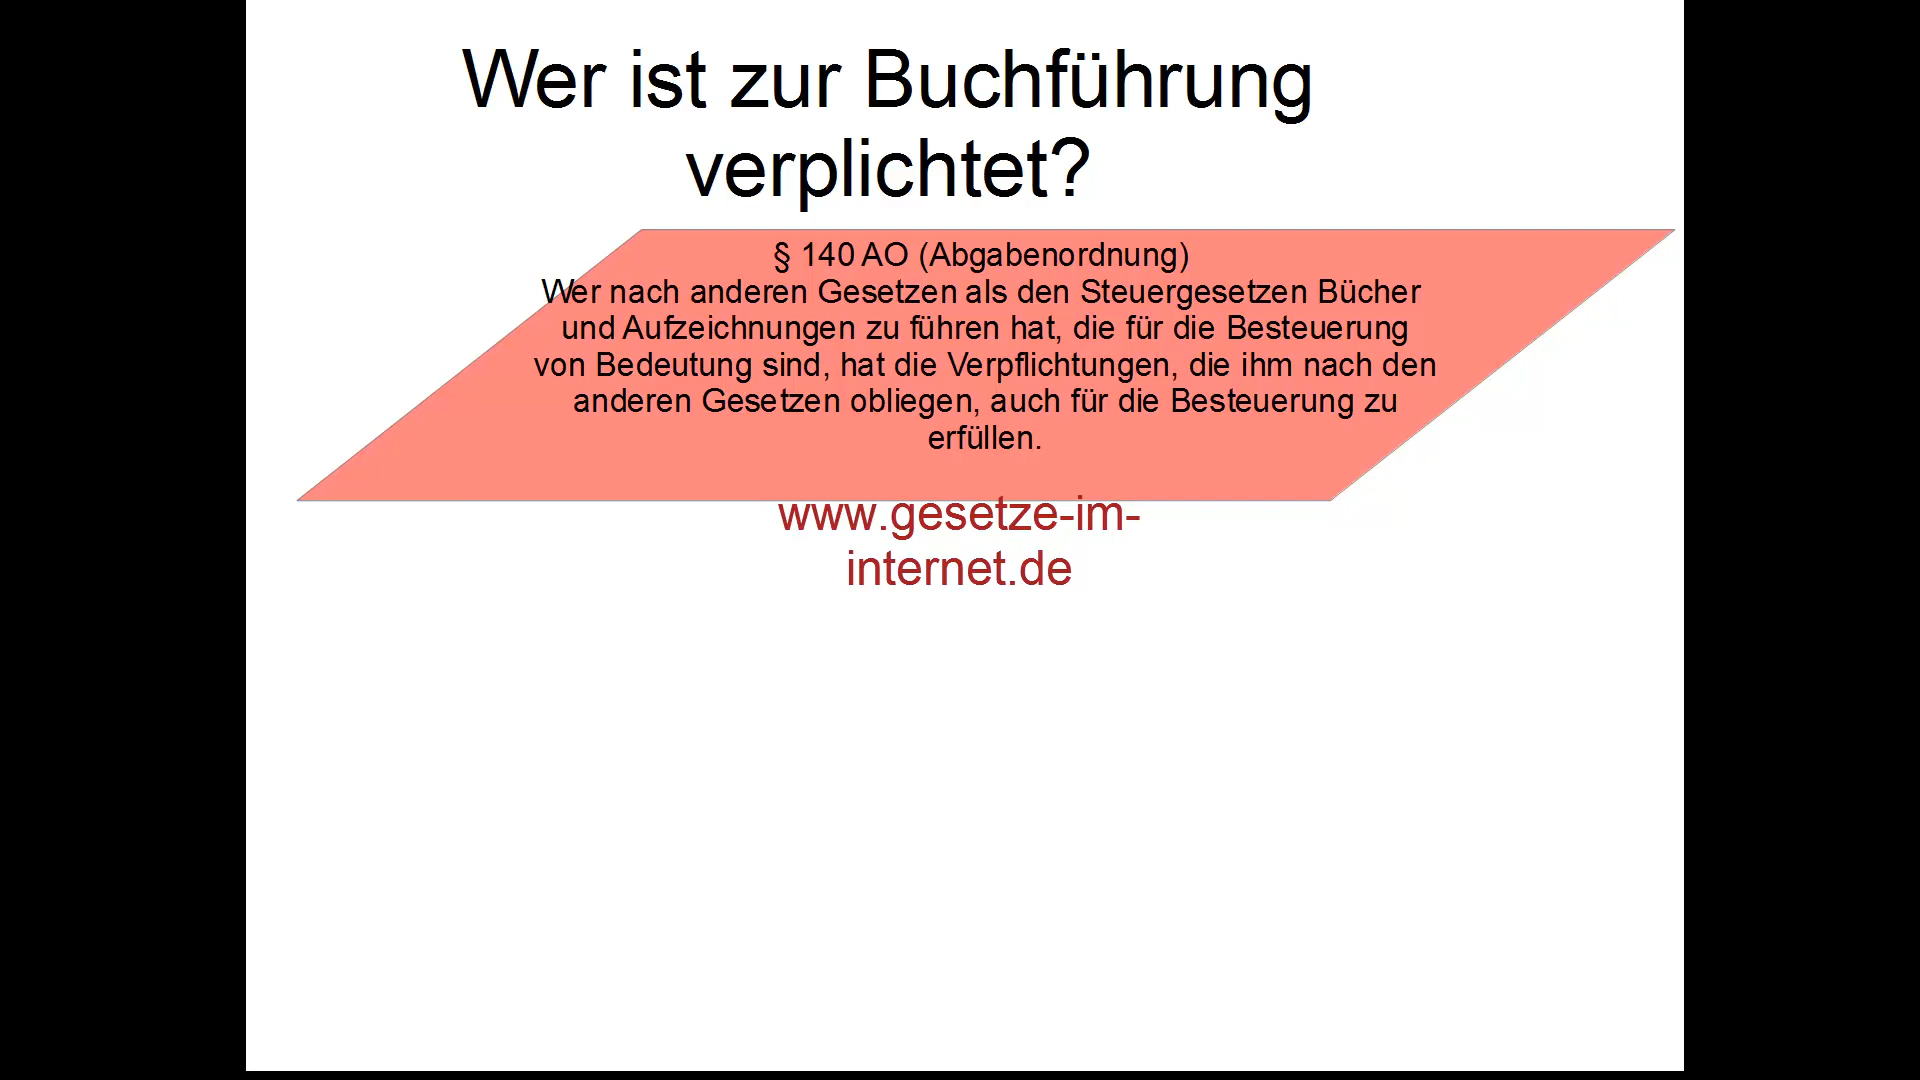 Wer ist zur Buchführung
verplichtet?
§ 140 AO (Abgabenordnung)
Wer nach anderen Gesetzen als den Steuergesetzen Bücher
und Aufzeichnungen zu führen hat, die für die Besteuerung
von Bedeutung sind, hat die Verpflichtungen, die ihm nach den
anderen Gesetzen obliegen, auch für die Besteuerung zu
erfüllen.
www.gesetze-im-
internet.de